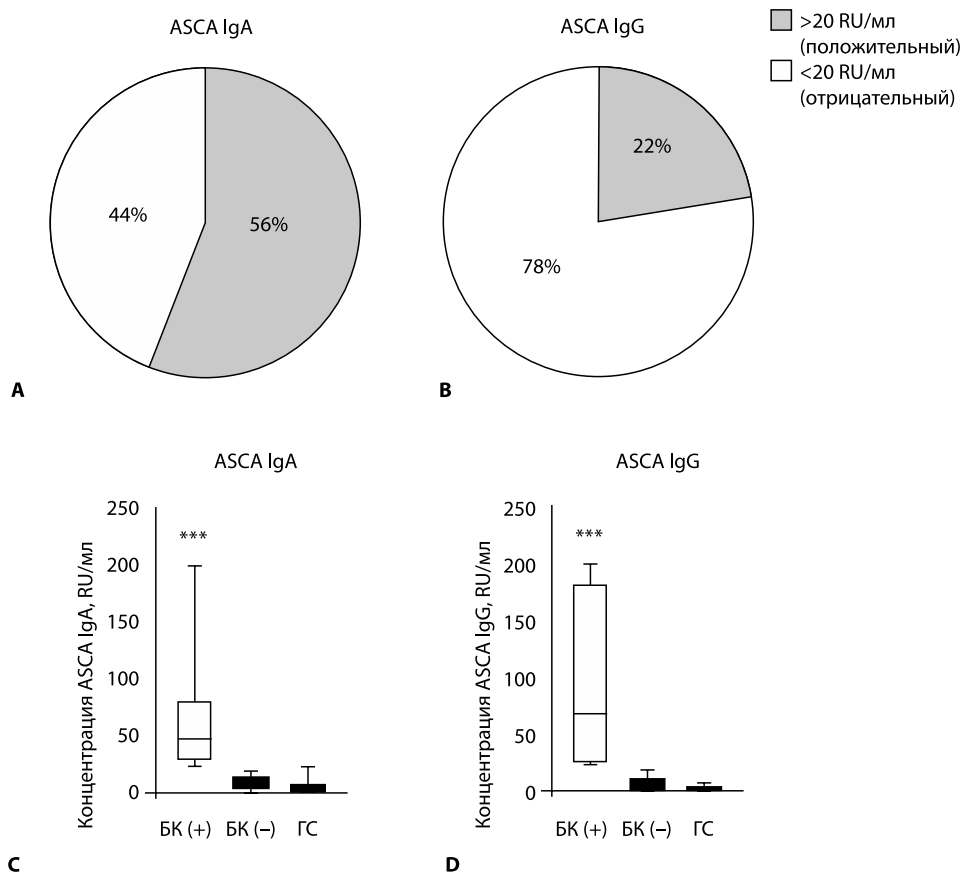 ASCA IgA
44%
56%
A
ASCA IgG
22%
78%
B
>20 RU/мл
(положительный)
<20 RU/мл
(отрицательный)
ASCA IgA
Концентрация ASCA IgA, RU/мл
250
200
150
100
50
0
***
БК (+) БК (–) ГС
C
ASCA IgG
Концентрация ASCA IgG, RU/мл
250
200
150
100
50
0
***
БК (+) БК (–) ГС
D